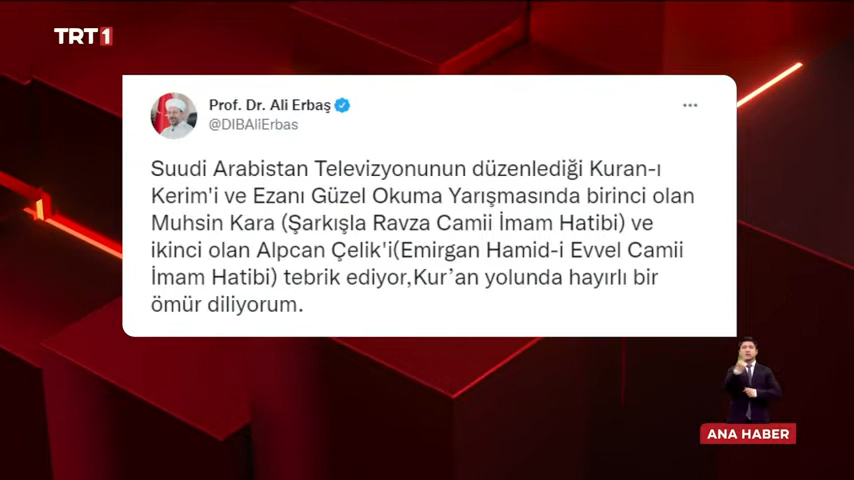 TRT 1
Prof. Dr. Ali Erbaş
@DIBAliErbas
Suudi Arabistan Televizyonunun düzenlediği Kuran-ı
Kerim'i ve Ezanı Güzel Okuma Yarışmasında birinci olan
Muhsin Kara (Şarkışla Ravza Camii İmam Hatibi) ve
ikinci olan Alpcan Çelik'i(Emirgan Hamid-i Evvel Camii
İmam Hatibi) tebrik ediyor,Kur’an yolunda hayırlı bir
ömür diliyorum.
ANA HABER